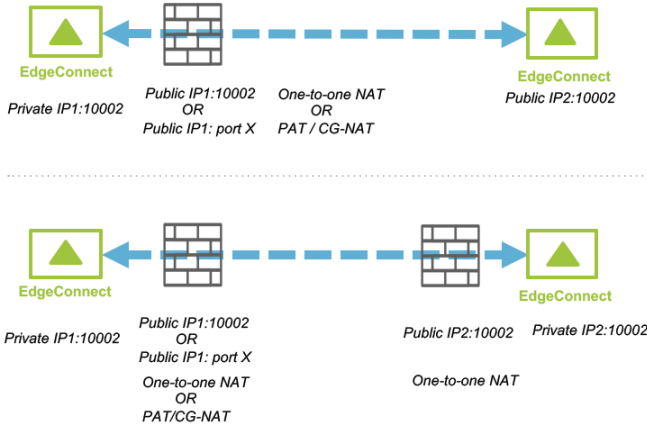 EdgeConnect
Private IP1:10002
Public IP1:10002
OR
Public IP1: port X
One-to-one NAT
OR
PAT / CG-NAT
EdgeConnect
Public IP2:10002
EdgeConnect
Private IP1:10002
Public IP1:10002
OR
Public IP1: port X
One-to-one NAT
OR
PAT/CG-NAT
Public IP2:10002
One-to-one NAT
EdgeConnect
Private IP2:10002